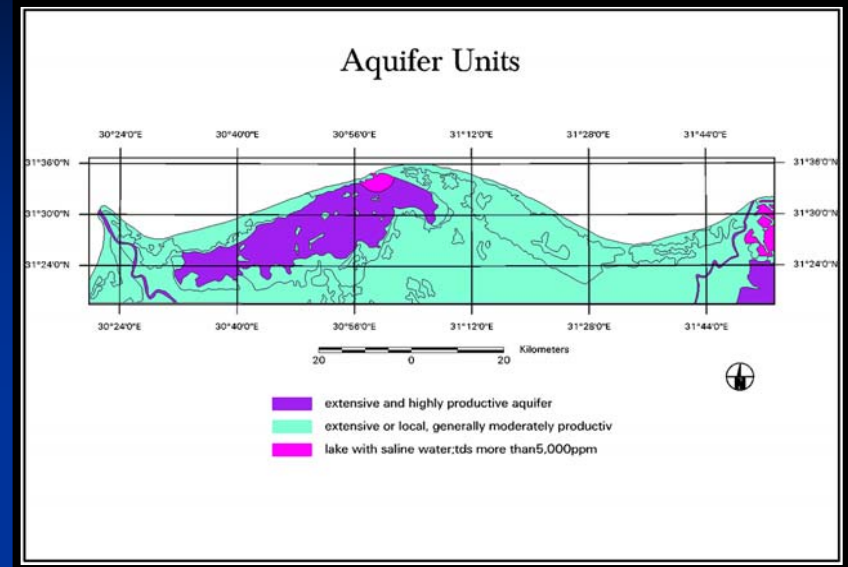 Aquifer Units
30°24'0"E 30°40'0"E 30°56'0"E 31°12'0"E 31°28'0"E 31°44'0"E
31°36'0"N 31°36'0"N
31°30'0"N 31°30'0"N
31°24'0"N 31°24'0"N
30°24'0"E 30°40'0"E 30°56'0"E 31°12'0"E 31°28'0"E 31°44'0"E
20 0 20 Kilometers
N
extensive and highly productive aquifer
extensive or local, generally moderately productiv
lake with saline water;tds more than5,000ppm